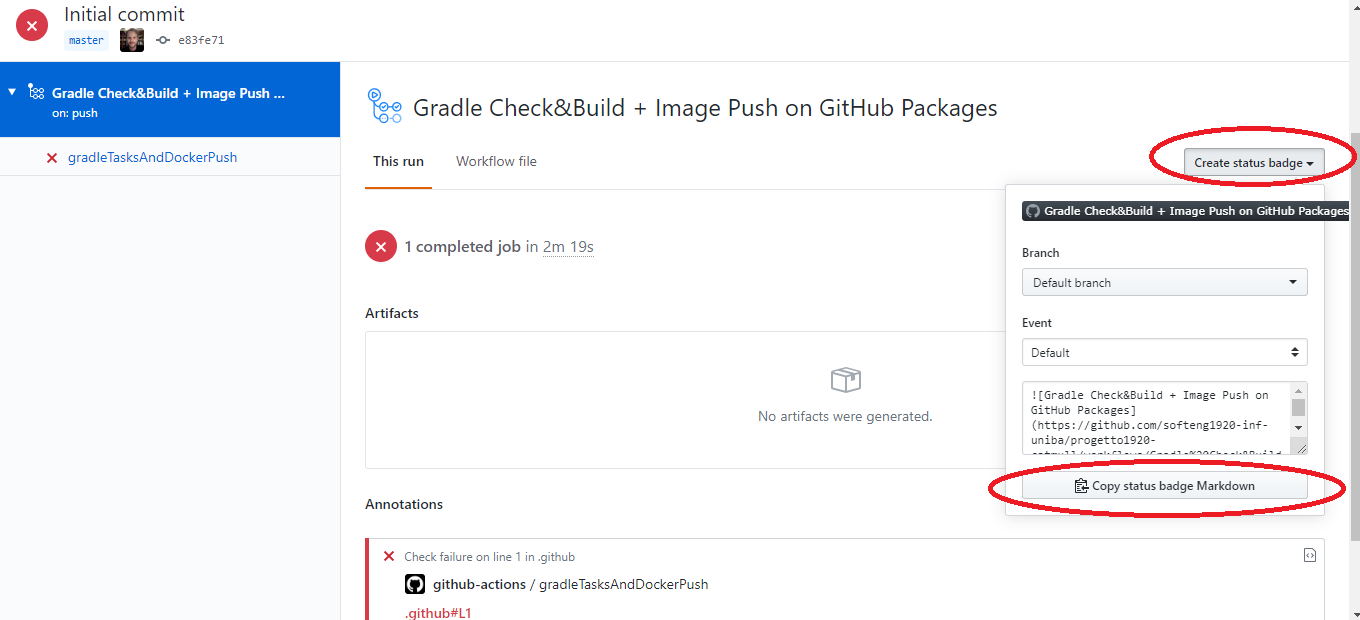 Initial commit
master
e83fe71
Gradle Check&Build + Image Push ...
on: push
gradleTasksAndDockerPush
Gradle Check&Build + Image Push on GitHub Packages
This run
Workflow file
Create status badge
Gradle Check&Build + Image Push on GitHub Packages
1 completed job in 2m 19s
Branch
Default branch
Event
Default
![Gradle Check&Build + Image Push on
GitHub Packages]
(https://github.com/softeng1920-inf-
uniba/progetto1920-
Copy status badge Markdown
Artifacts
No artifacts were generated.
Annotations
Check failure on line 1 in .github
github-actions / gradleTasksAndDockerPush
.github#L1